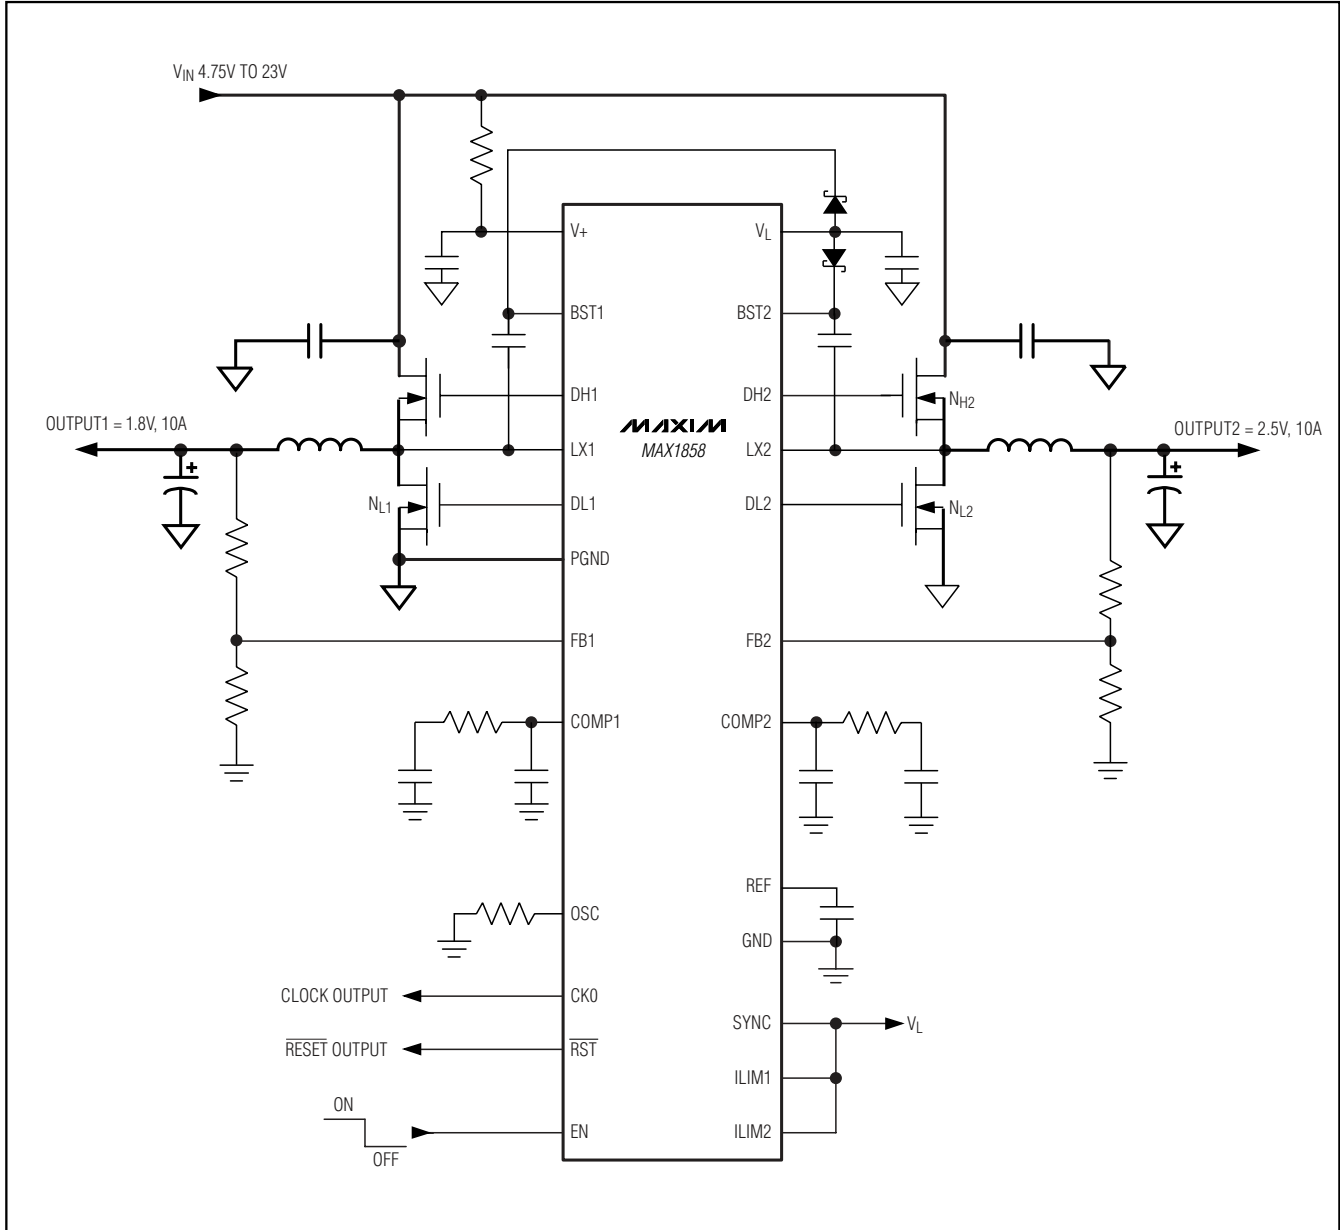 VIN 4.75V TO 23V
V+
VL
BST1
BST2
DH1
DH2
NH2
MAXIM
MAX1858
OUTPUT1 = 1.8V, 10A
OUTPUT2 = 2.5V, 10A
LX1
LX2
NL1
DL1
DL2
NL2
PGND
FB1
FB2
COMP1
COMP2
REF
OSC
GND
CLOCK OUTPUT
CK0
SYNC
VL
RESET OUTPUT
RST
ILIM1
ON
OFF
EN
ILIM2